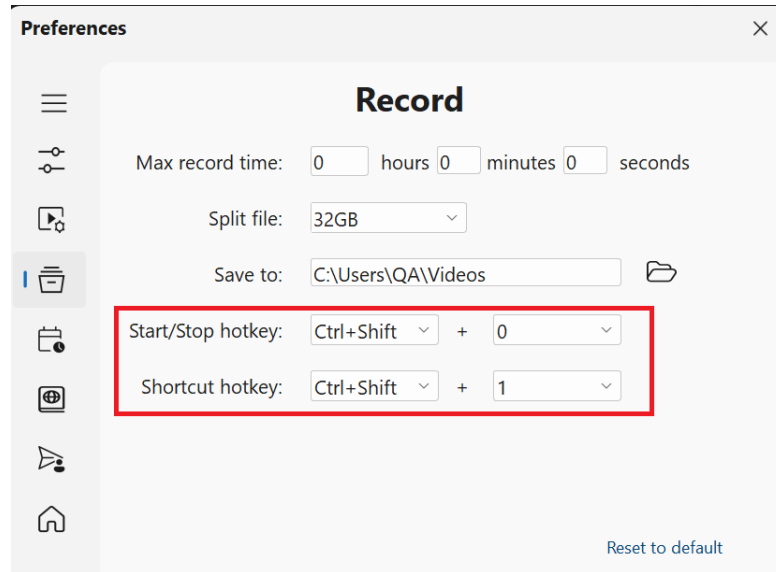 Preferences
Record
Max record time: 0 hours 0 minutes 0 seconds
Split file: 32GB
Save to: C:\Users\QA\Videos
Start/Stop hotkey: Ctrl+Shift + 0
Shortcut hotkey: Ctrl+Shift + 1
Reset to default